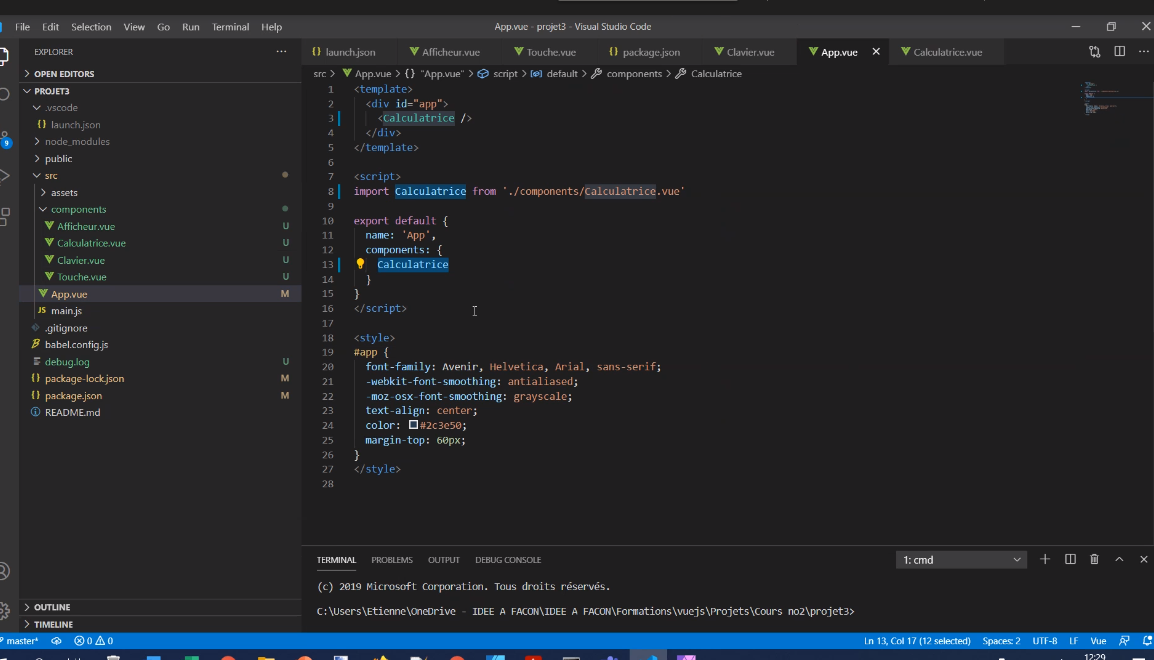 File Edit Selection View Go Run Terminal Help App.vue - projet3 - Visual Studio Code
EXPLORER
OPEN EDITORS
PROJET3
.vscode
launch.json
node_modules
public
src
assets
components
Afficheur.vue U
Calculatrice.vue U
Clavier.vue U
Touche.vue U
App.vue M
main.js
.gitignore
babel.config.js
debug.log U
package-lock.json M
package.json M
README.md
OUTLINE
TIMELINE
9
launch.json Afficheur.vue Touche.vue package.json Clavier.vue App.vue Calculatrice.vue
src > App.vue > {} "App.vue" > script > default > components > Calculatrice
1 <template>
2 <div id="app">
3 <Calculatrice />
4 </div>
5 </template>
6
7 <script>
8 import Calculatrice from './components/Calculatrice.vue'
9
10 export default {
11 name: 'App',
12 components: {
13 Calculatrice
14 }
15 }
16 </script>
17
18 <style>
19 #app {
20 font-family: Avenir, Helvetica, Arial, sans-serif;
21 -webkit-font-smoothing: antialiased;
22 -moz-osx-font-smoothing: grayscale;
23 text-align: center;
24 color: #2c3e50;
25 margin-top: 60px;
26 }
27 </style>
28
TERMINAL PROBLEMS OUTPUT DEBUG CONSOLE 1: cmd
(c) 2019 Microsoft Corporation. Tous droits réservés.
C:\Users\Etienne\OneDrive - IDEE A FACON\IDEE A FACON\Formations\vuejs\Projets\Cours no2\projet3>
master* 0 0 Ln 13, Col 17 (12 selected) Spaces: 2 UTF-8 LF Vue
12:29